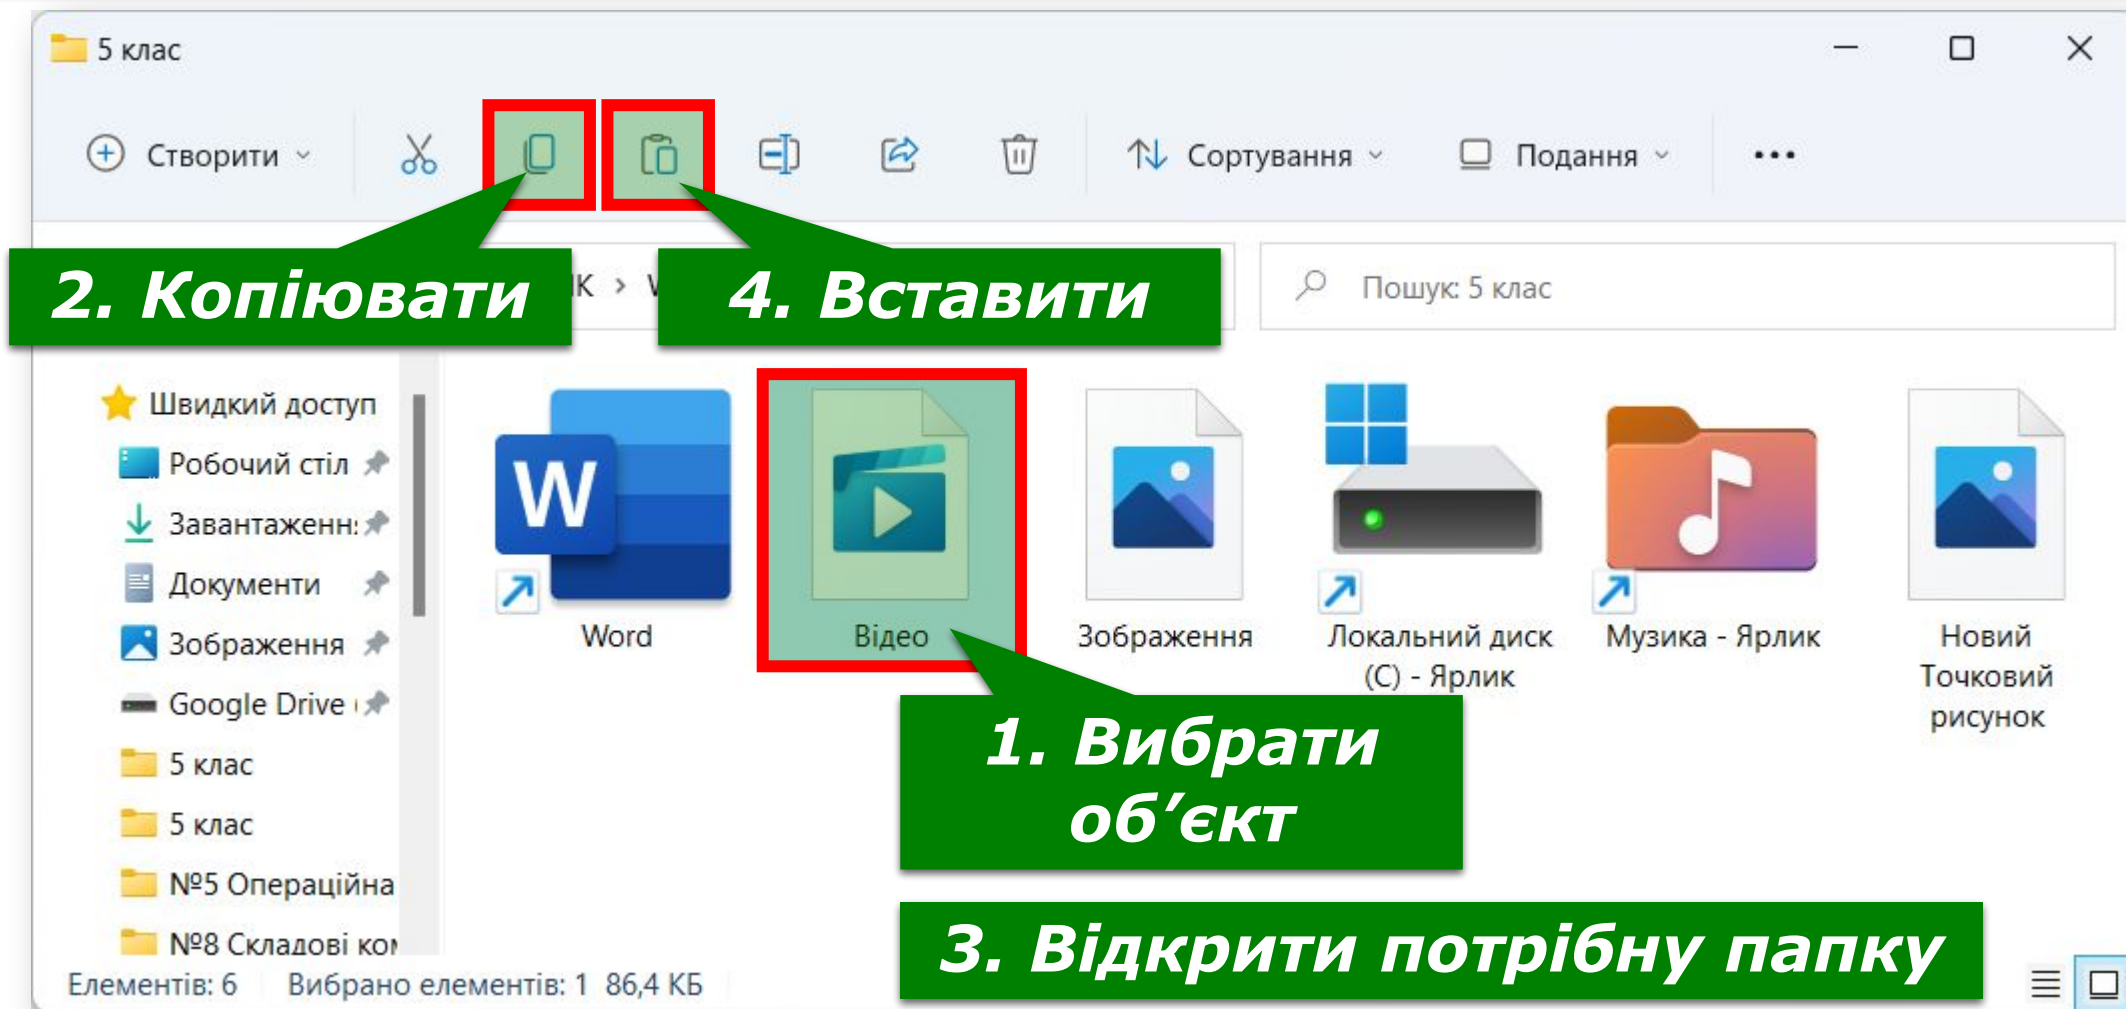 5 клас
Створити
Сортування
Подання
2. Копіювати
4. Вставити
Пошук: 5 клас
Швидкий доступ
Робочий стіл
Документи
Зображення
Google Drive
5 клас
5 клас
№5 Операційна
№8 Складові
Word
Відео
Зображення
Локальний диск
(C) - Ярлик
Музика - Ярлик
Новий
Точковий
рисунок
1. Вибрати
об’єкт
3. Відкрити потрібну папку
Елементів: 6
Вибрано елементів: 1 86,4 КБ